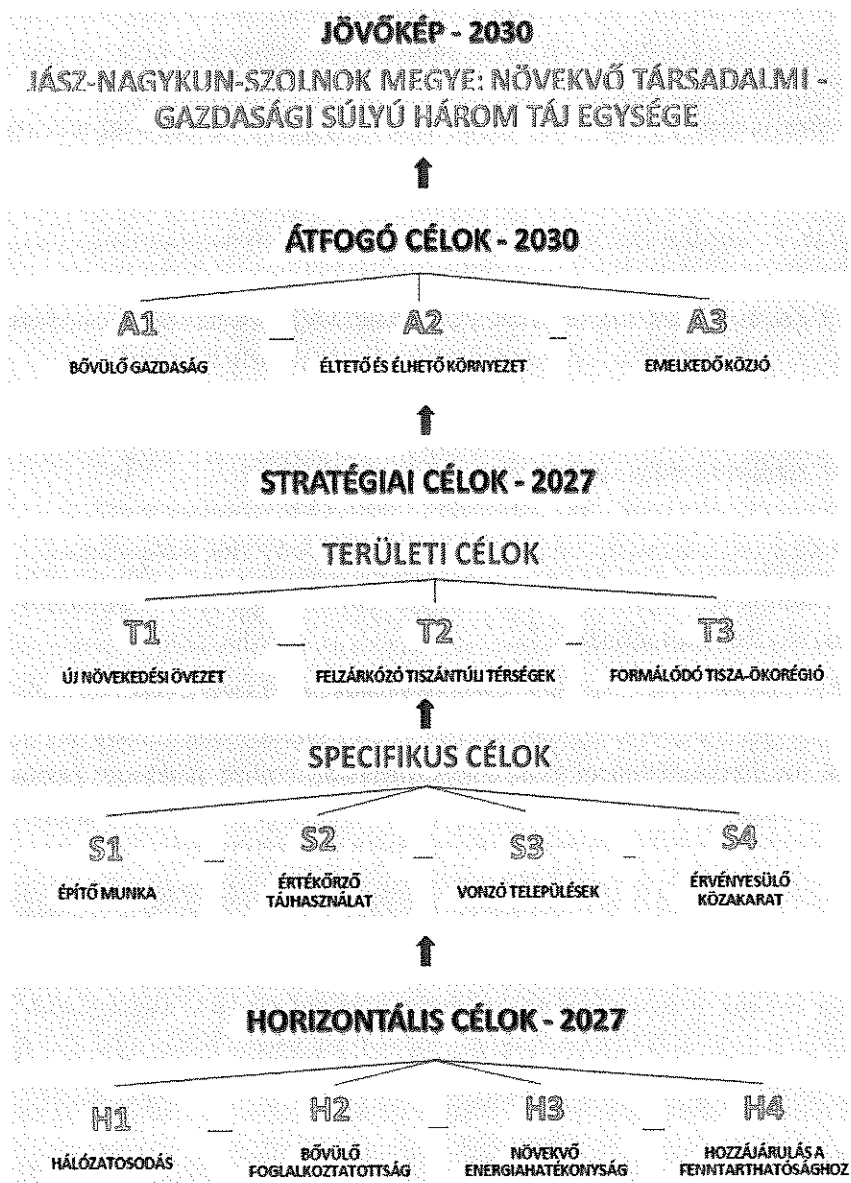 JÖVŐKÉP - 2030
JÁSZ-NAGYKUN-SZOLNOK MEGYE: NÖVEKVŐ TÁRSADALMI -
GAZDASÁGI SÚLYÚ HÁROM TÁJ EGYSÉGE
ÁTFOGÓ CÉLOK - 2030
A1
BŐVÜLŐ GAZDASÁG
A2
ÉLTETŐ ÉS ÉLHETŐ KÖRNYEZET
A3
EMELKEDŐ KÖZJÓ
STRATÉGIAI CÉLOK - 2027
TERÜLETI CÉLOK
T1
ÚJ NÖVEKEDÉSI ÖVEZET
T2
FELZÁRKÓZÓ TISZÁNTÚLI TÉRSÉGEK
T3
FORMÁLÓDÓ TISZA-ÖKORÉGIÓ
SPECIFIKUS CÉLOK
S1
ÉPÍTŐ MUNKA
S2
ÉRTÉKŐRZŐ
TÁJHASZNÁLAT
S3
VONZÓ TELEPÜLÉSEK
S4
ÉRVÉNYESÜLŐ
KÖZAKARAT
HORIZONTÁLIS CÉLOK - 2027
H1
HÁLÓZATOSODÁS
H2
BŐVÜLŐ
FOGLALKOZTATOTTSÁG
H3
NÖVEKVŐ
ENERGIAHATÉKONYSÁG
H4
HOZZÁJÁRULÁS A
FENNTARTHATÓSÁGHOZ